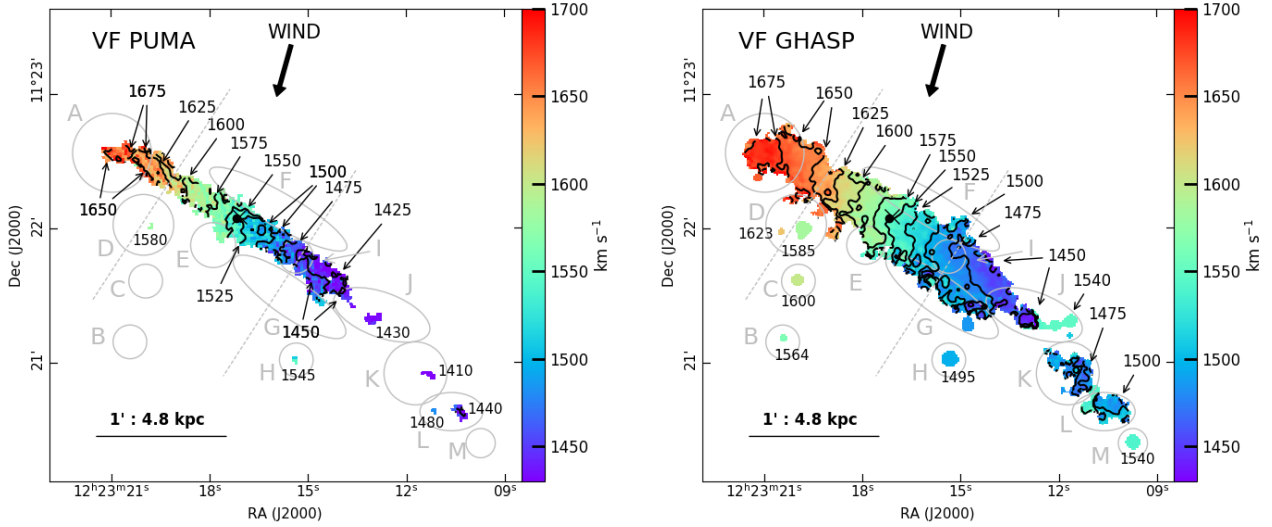 VF PUMA
WIND
A
1675
1625
1600
1575
1550
F
1500
1475
1425
1650
D
1580
E
I
C
1525
J
B
G
1450
1430
H
1545
K
1410
1440
1480
L
M
1' : 4.8 kpc
11°23'
22'
21'
Dec (J2000)
12ʰ23ᵐ21ˢ
18ˢ
15ˢ
12ˢ
09ˢ
RA (J2000)
1700
1650
1600
1550
1500
1450
km s⁻¹
VF GHASP
WIND
A
1675
1650
1625
1600
1575
1550
1525
F
1500
1475
D
1623
1585
E
I
1450
C
1600
J
1540
B
1564
G
1475
H
1495
K
1500
L
M
1540
1' : 4.8 kpc
11°23'
22'
21'
Dec (J2000)
12ʰ23ᵐ21ˢ
18ˢ
15ˢ
12ˢ
09ˢ
RA (J2000)
1700
1650
1600
1550
1500
1450
km s⁻¹